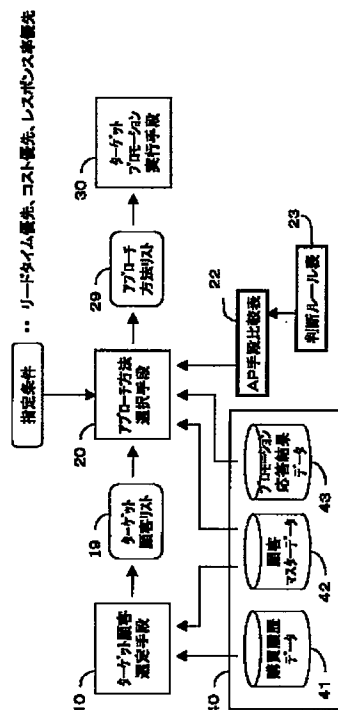 指定条件
‥ リードタイム優先、コスト優先、レスポンス率優先
10
ターゲット顧客
選定手段
19
ターゲット
顧客リスト
20
アプローチ方法
選択手段
29
アプローチ
方法リスト
30
ターゲット
プロモーション
実行手段
40
購買履歴
データ
41
顧客
マスターデータ
42
プロモーション
応答結果
データ
43
22
AP手段比較表
23
判断ルール表